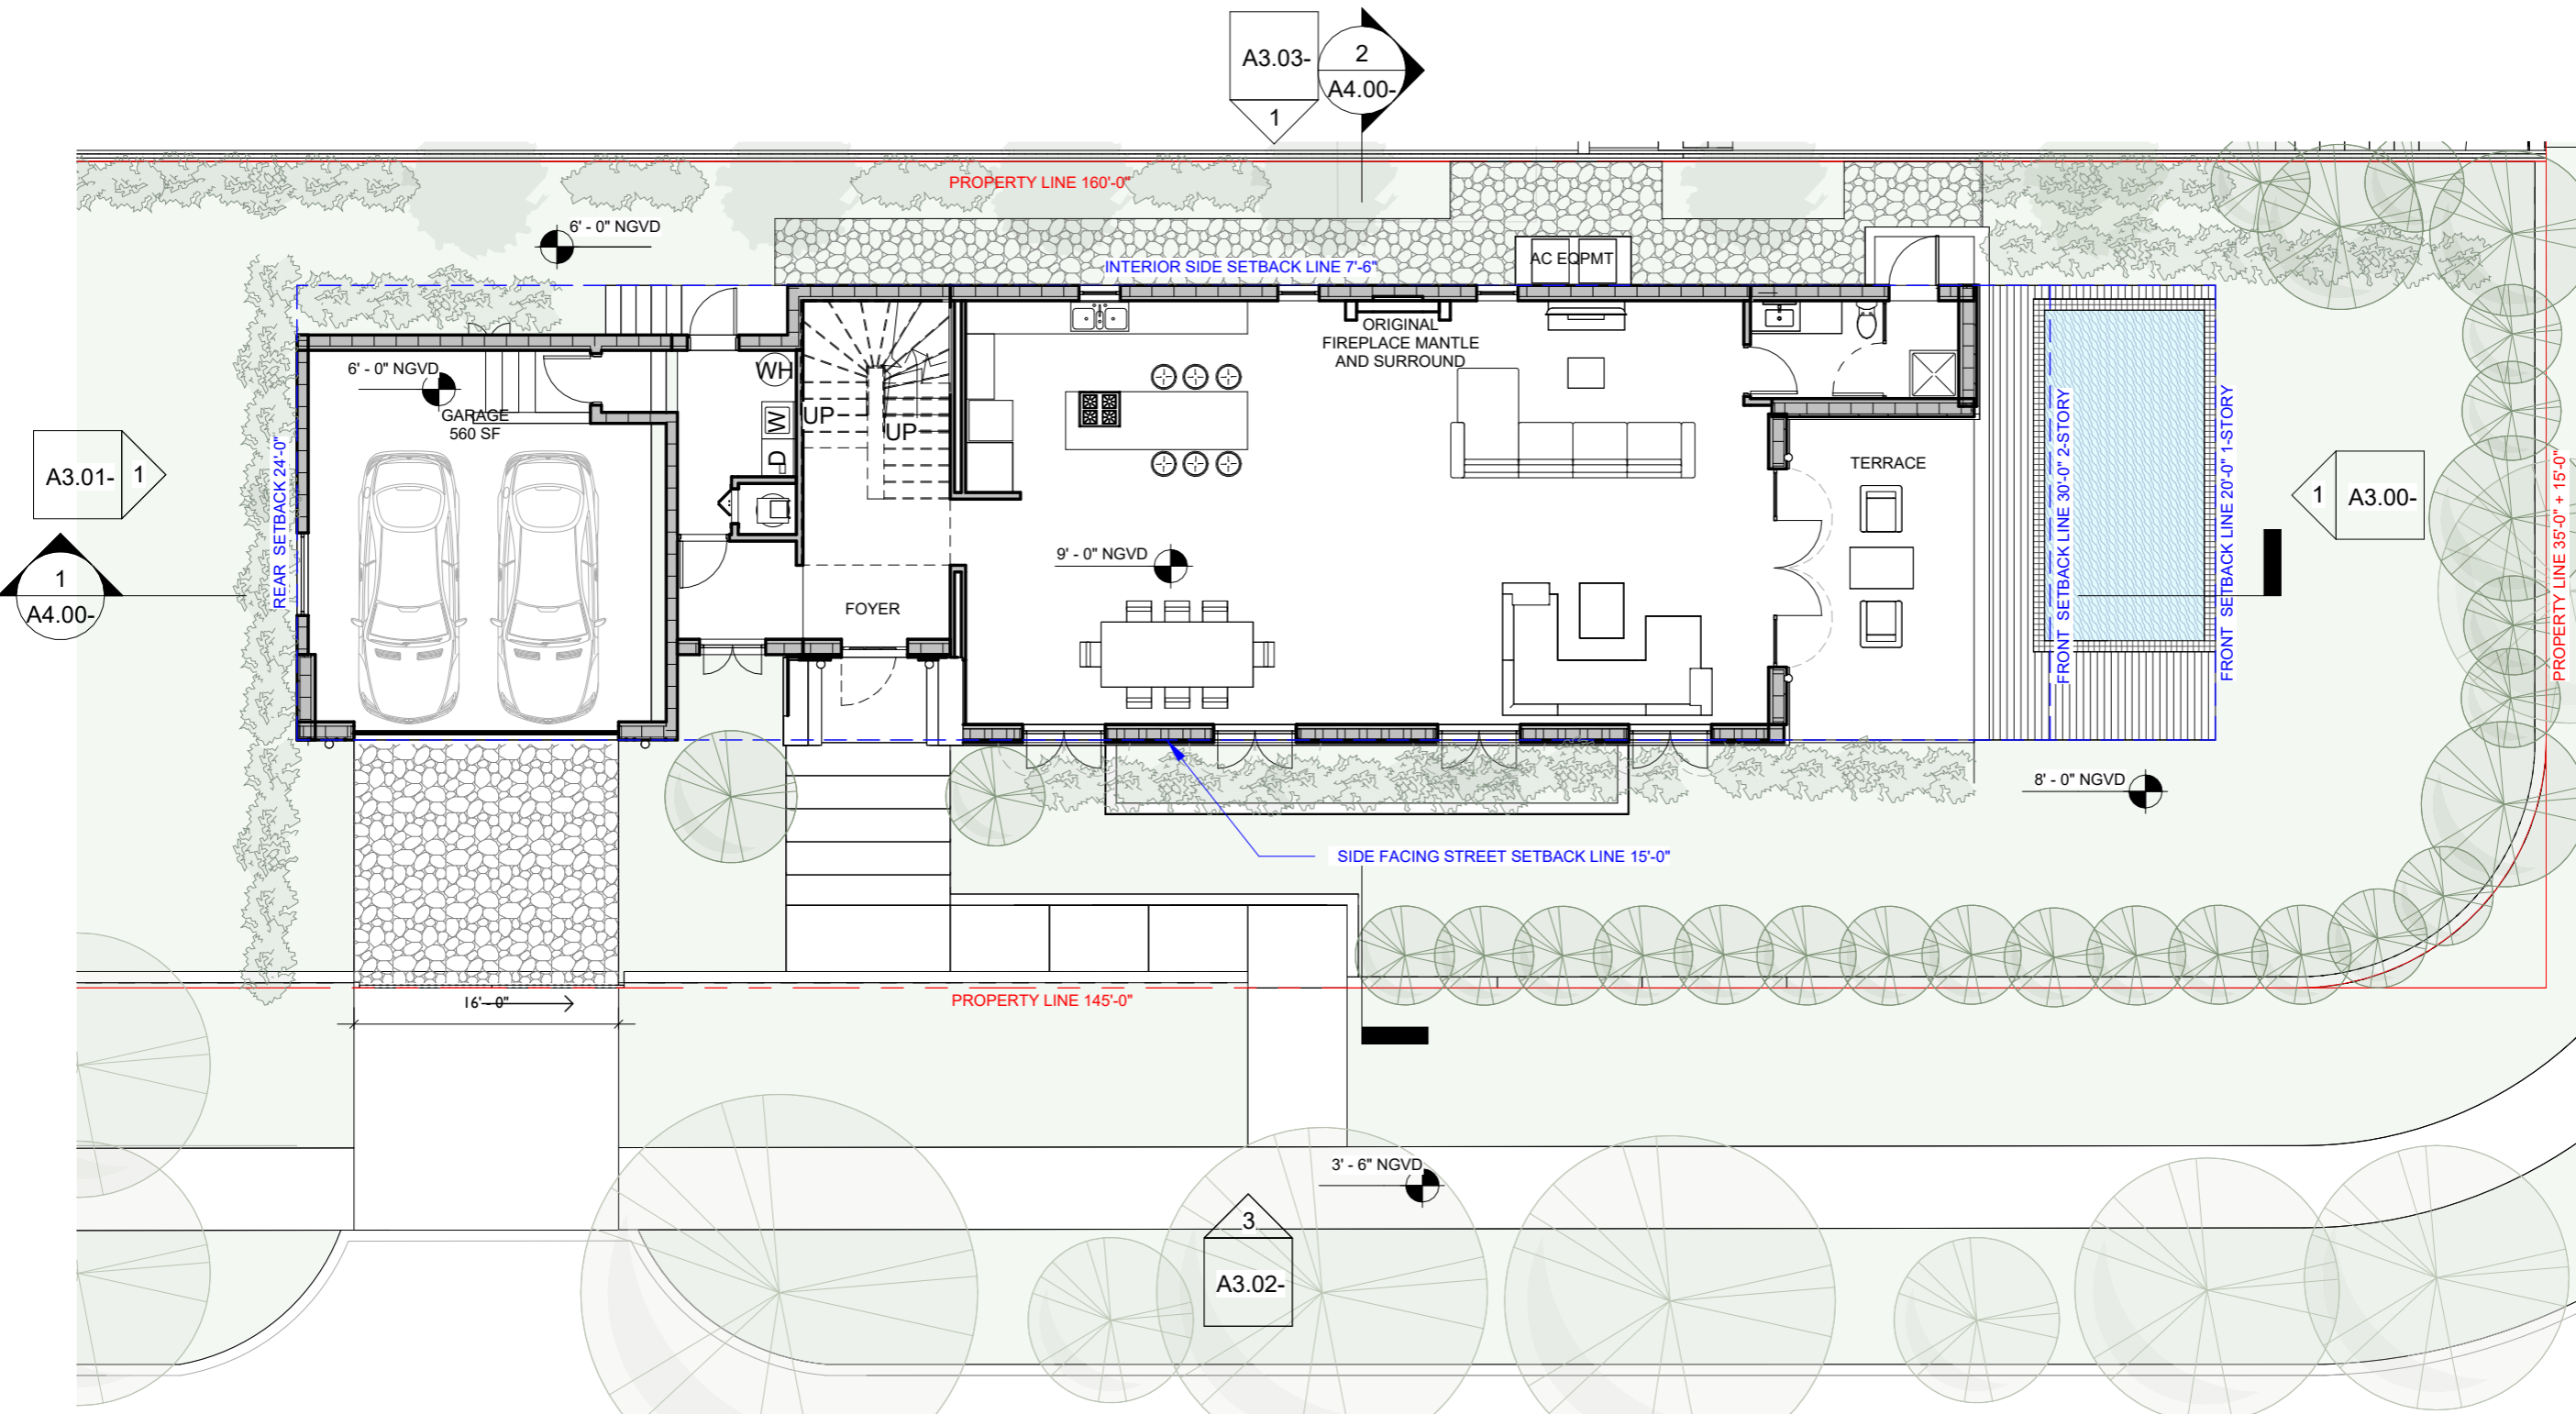 A3.03-
1
2
A4.00-
PROPERTY LINE 160'-0"
6' - 0" NGVD
INTERIOR SIDE SETBACK LINE 7'-6"
AC EQPMT
ORIGINAL
FIREPLACE MANTLE
AND SURROUND
6' - 0" NGVD
GARAGE
560 SF
WH
W
D
UP
UP
A3.01-
1
REAR SETBACK 24'-0"
1
A4.00-
TERRACE
FRONT SETBACK LINE 30'-0" 2-STORY
FRONT SETBACK LINE 20'-0" 1-STORY
1
A3.00-
PROPERTY LINE 35'-0" + 15'-0"
9' - 0" NGVD
FOYER
8' - 0" NGVD
SIDE FACING STREET SETBACK LINE 15'-0"
16'-0"
PROPERTY LINE 145'-0"
3' - 6" NGVD
3
A3.02-